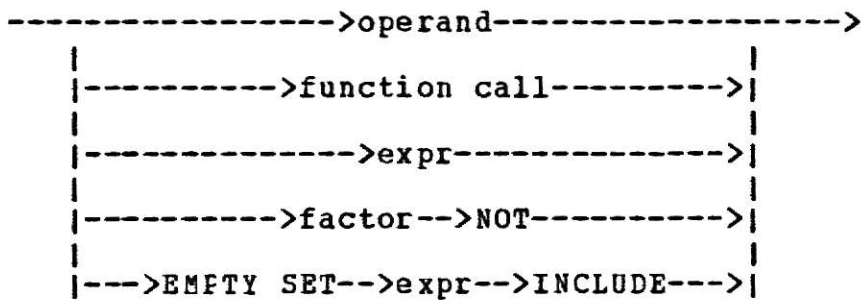 ----------------->operand------------------>
|---------->function call--------->|
|-------------->expr-------------->|
|---------->factor-->NOT---------->|
|--->EMPTY SET-->expr-->INCLUDE--->|